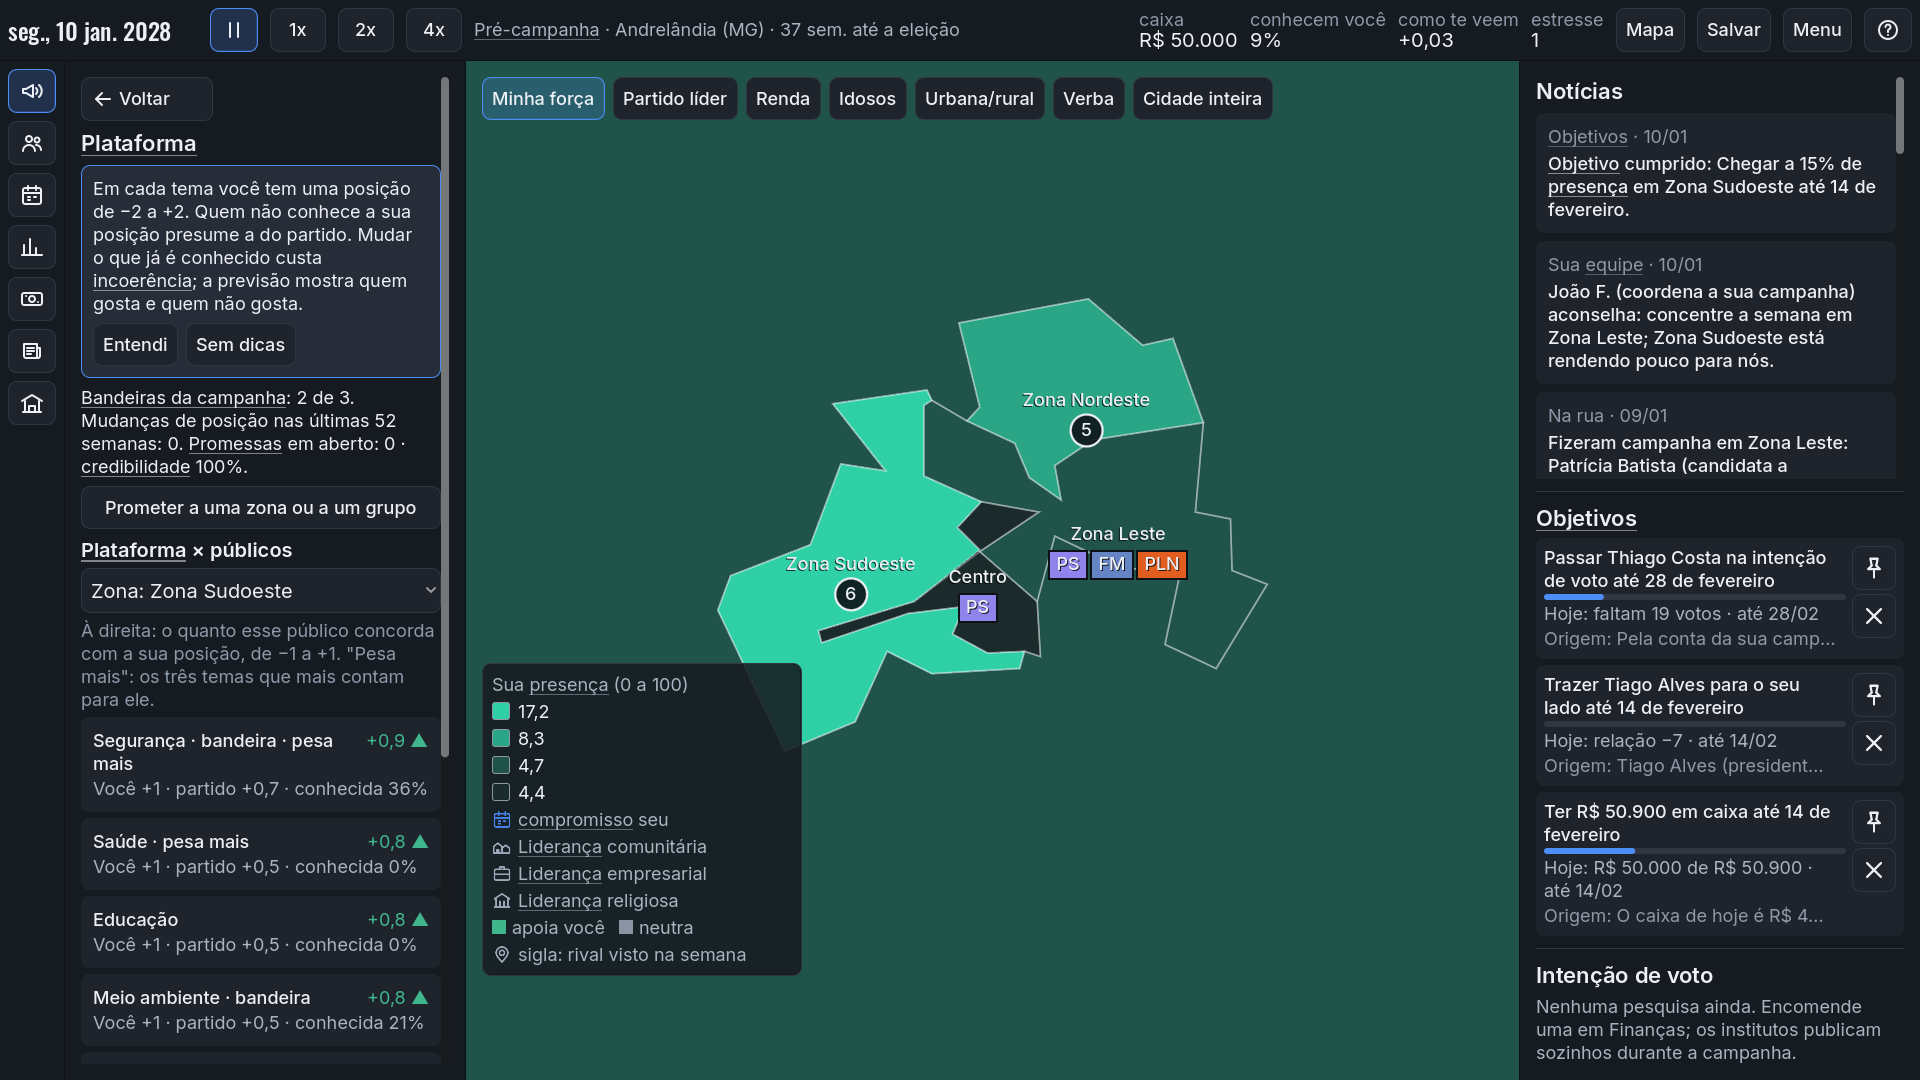 seg., 10 jan. 2028
1x
2x
4x
Pré-campanha · Andrelândia (MG) · 37 sem. até a eleição
caixa
R$ 50.000
conhecem você
9%
como te veem
+0,03
estresse
1
Mapa
Salvar
Menu
Voltar
Plataforma
Em cada tema você tem uma posição
de −2 a +2. Quem não conhece a sua
posição presume a do partido. Mudar
o que já é conhecido custa
incoerência; a previsão mostra quem
gosta e quem não gosta.
Entendi
Sem dicas
Bandeiras da campanha: 2 de 3.
Mudanças de posição nas últimas 52
semanas: 0. Promessas em aberto: 0 ·
credibilidade 100%.
Prometer a uma zona ou a um grupo
Plataforma × públicos
Zona: Zona Sudoeste
À direita: o quanto esse público concorda
com a sua posição, de −1 a +1. "Pesa
mais": os três temas que mais contam
para ele.
Segurança · bandeira · pesa
mais
+0,9 ▲
Você +1 · partido +0,7 · conhecida 36%
Saúde · pesa mais
+0,8 ▲
Você +1 · partido +0,5 · conhecida 0%
Educação
+0,8 ▲
Você +1 · partido +0,5 · conhecida 0%
Meio ambiente · bandeira
+0,8 ▲
Você +1 · partido +0,5 · conhecida 21%
Minha força
Partido líder
Renda
Idosos
Urbana/rural
Verba
Cidade inteira
Zona Nordeste
5
Zona Leste
PS
FM
PLN
Zona Sudoeste
6
Centro
PS
Sua presença (0 a 100)
17,2
8,3
4,7
4,4
compromisso seu
Liderança comunitária
Liderança empresarial
Liderança religiosa
apoia você
neutra
sigla: rival visto na semana
Notícias
Objetivos · 10/01
Objetivo cumprido: Chegar a 15% de
presença em Zona Sudoeste até 14 de
fevereiro.
Sua equipe · 10/01
João F. (coordena a sua campanha)
aconselha: concentre a semana em
Zona Leste; Zona Sudoeste está
rendendo pouco para nós.
Na rua · 09/01
Fizeram campanha em Zona Leste:
Patrícia Batista (candidata a
Objetivos
Passar Thiago Costa na intenção
de voto até 28 de fevereiro
Hoje: faltam 19 votos · até 28/02
Origem: Pela conta da sua camp...
Trazer Tiago Alves para o seu
lado até 14 de fevereiro
Hoje: relação −7 · até 14/02
Origem: Tiago Alves (president...
Ter R$ 50.900 em caixa até 14 de
fevereiro
Hoje: R$ 50.000 de R$ 50.900 ·
até 14/02
Origem: O caixa de hoje é R$ 4...
Intenção de voto
Nenhuma pesquisa ainda. Encomende
uma em Finanças; os institutos publicam
sozinhos durante a campanha.